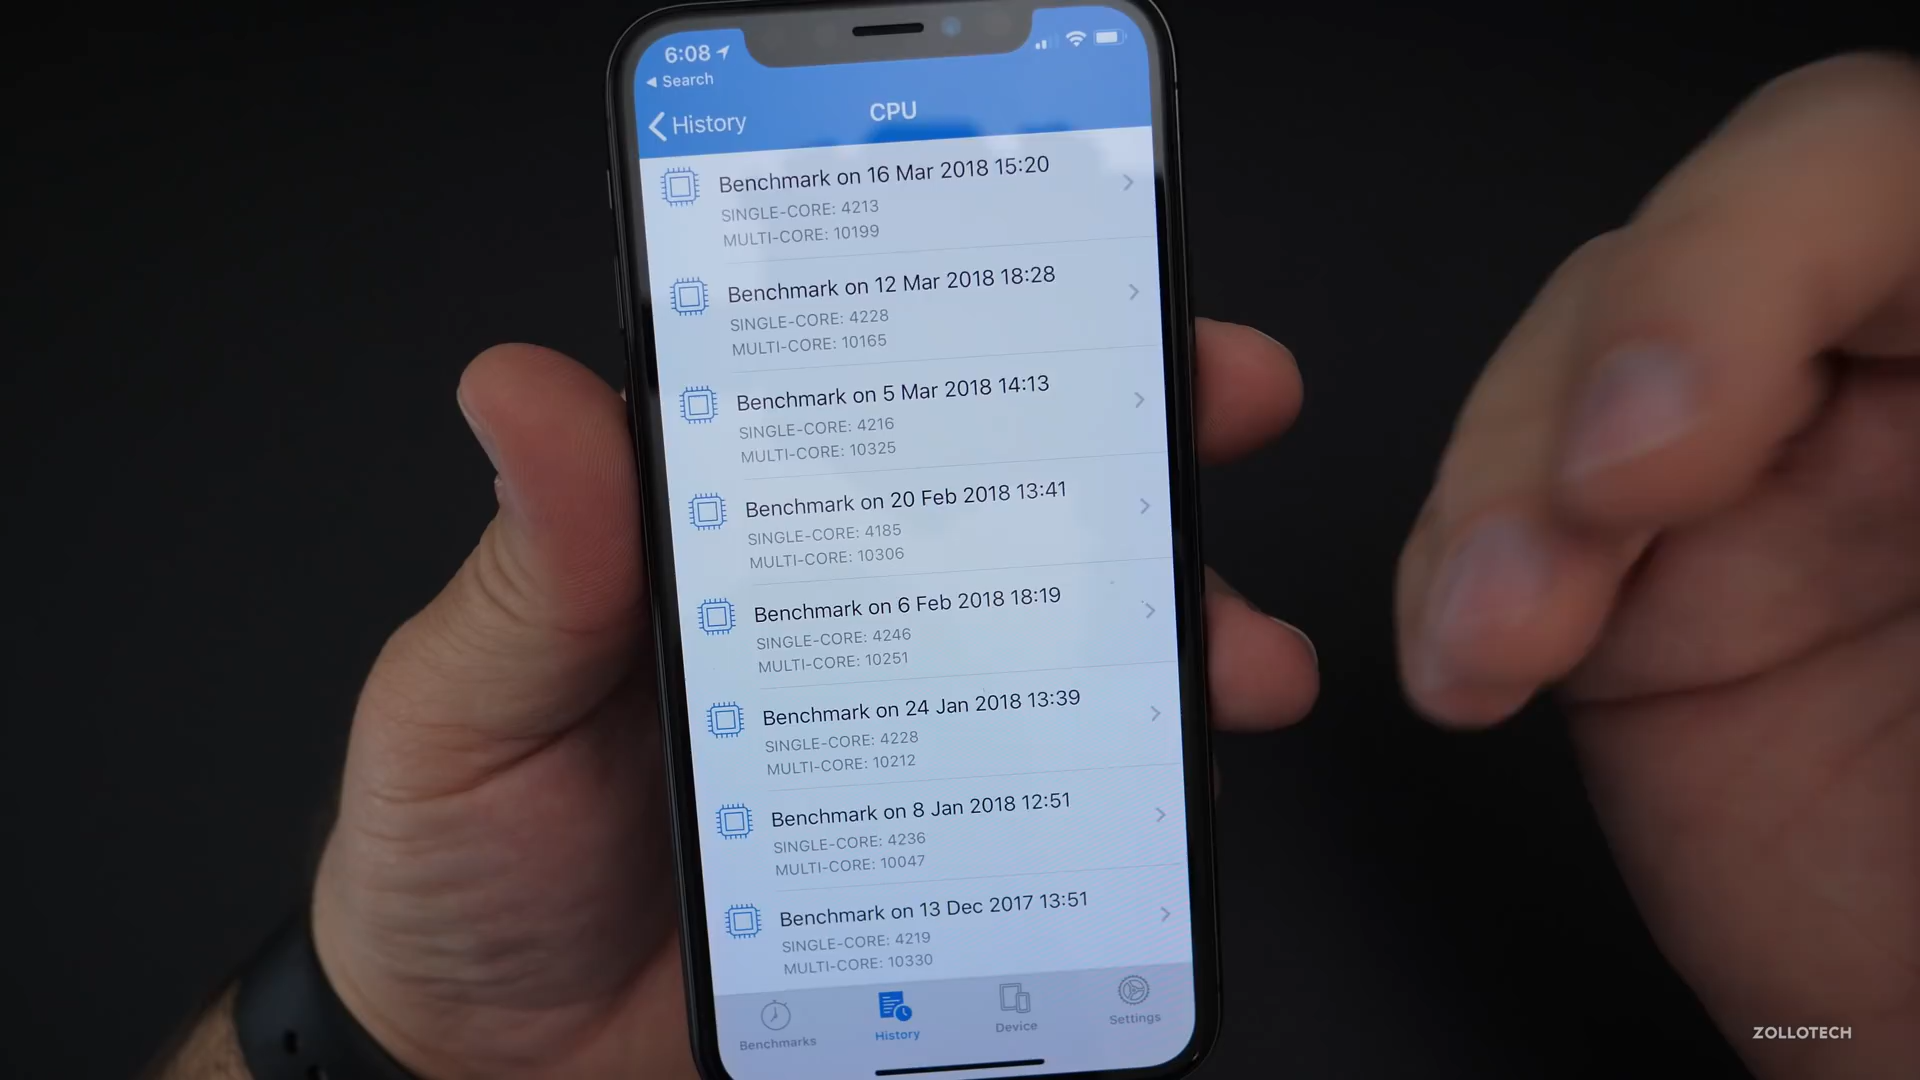 6:08
Search
History
CPU
Benchmark on 16 Mar 2018 15:20
SINGLE-CORE: 4213
MULTI-CORE: 10199
Benchmark on 12 Mar 2018 18:28
SINGLE-CORE: 4228
MULTI-CORE: 10165
Benchmark on 5 Mar 2018 14:13
SINGLE-CORE: 4216
MULTI-CORE: 10325
Benchmark on 20 Feb 2018 13:41
SINGLE-CORE: 4185
MULTI-CORE: 10306
Benchmark on 6 Feb 2018 18:19
SINGLE-CORE: 4246
MULTI-CORE: 10251
Benchmark on 24 Jan 2018 13:39
SINGLE-CORE: 4228
MULTI-CORE: 10212
Benchmark on 8 Jan 2018 12:51
SINGLE-CORE: 4236
MULTI-CORE: 10047
Benchmark on 13 Dec 2017 13:51
SINGLE-CORE: 4219
MULTI-CORE: 10330
Benchmarks
History
Device
Settings
ZOLLOTECH